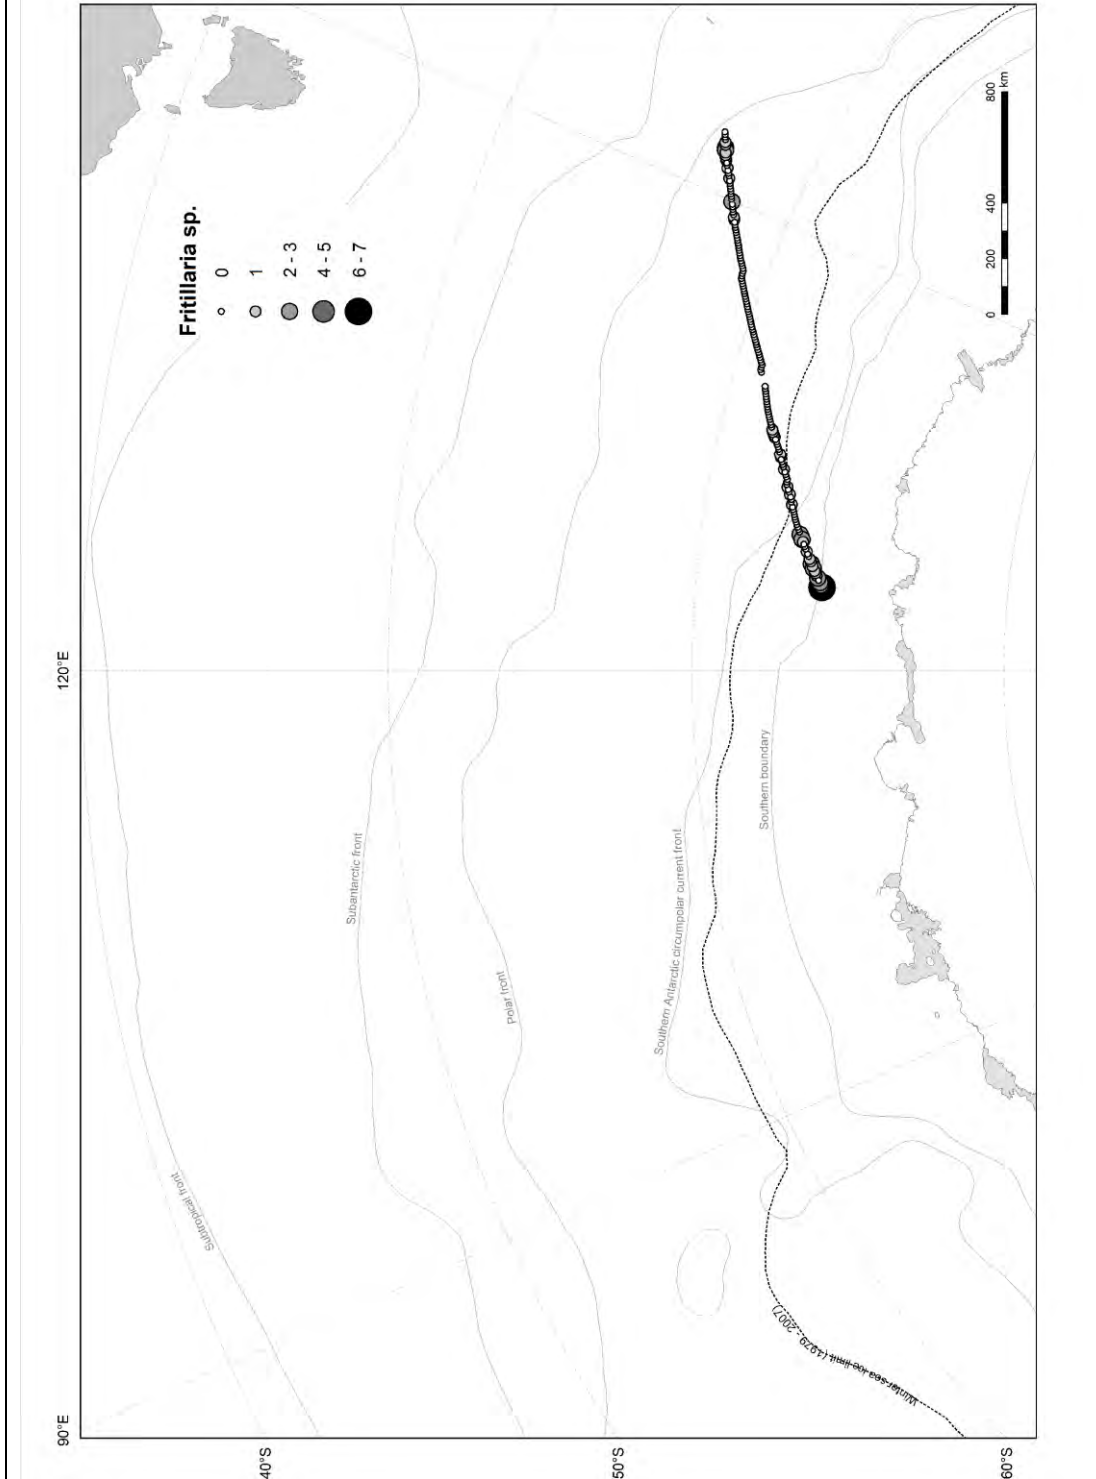 Fritillaria sp.
0
1
2 - 3
4 - 5
6 - 7
0 200 400 800
km
120°E
90°E
40°S
50°S
60°S
Subtropical front
Subantarctic front
Polar front
Southern Antarctic circumpolar current front
Southern boundary
Winter sea ice limit (1979 - 2007)